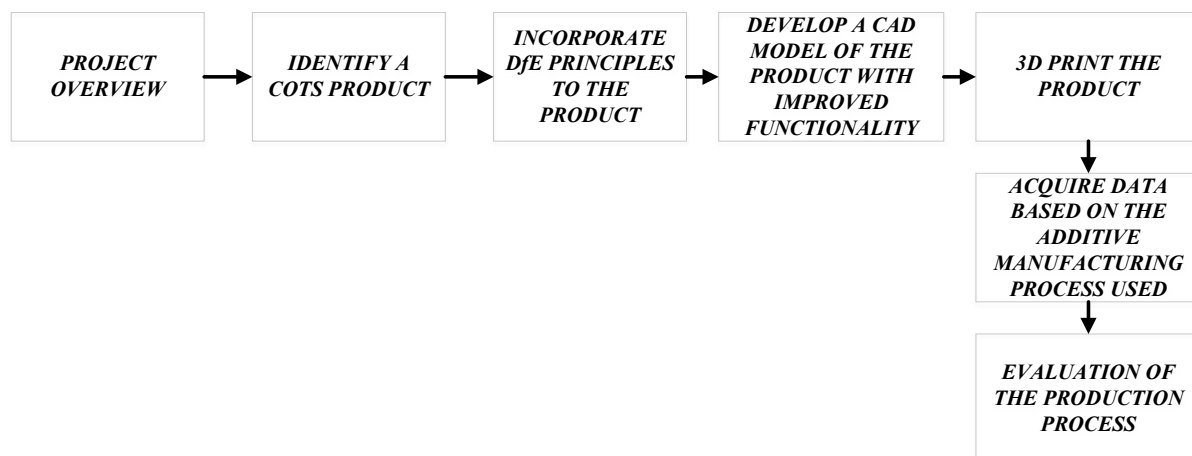 PROJECT
OVERVIEW
IDENTIFY A
COTS PRODUCT
INCORPORATE
DfE PRINCIPLES
TO THE
PRODUCT
DEVELOP A CAD
MODEL OF THE
PRODUCT WITH
IMPROVED
FUNCTIONALITY
3D PRINT THE
PRODUCT
ACQUIRE DATA
BASED ON THE
ADDITIVE
MANUFACTURING
PROCESS USED
EVALUATION OF
THE PRODUCTION
PROCESS